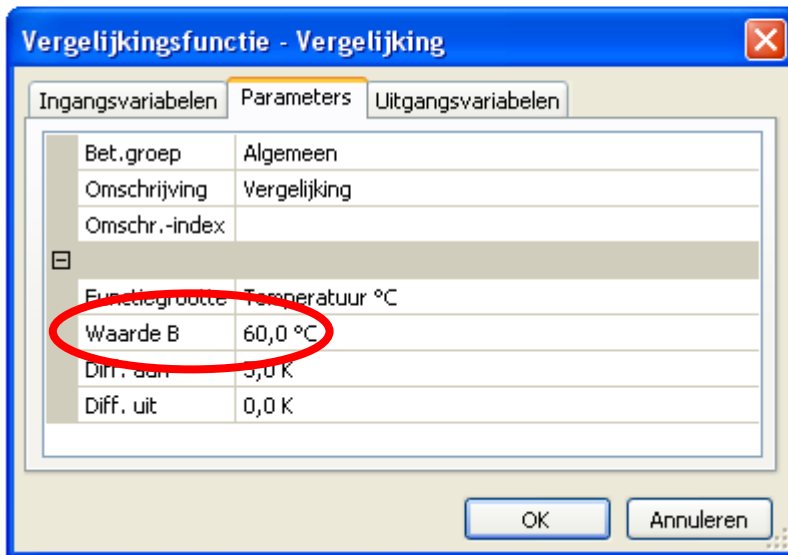 Vergelijkingsfunctie - Vergelijking
Ingangsvariabelen Parameters Uitgangsvariabelen
Bet.groep Algemeen
Omschrijving Vergelijking
Omschr.-index
Functiegrootte Temperatuur °C
Waarde B 60,0 °C
Diff. aan 5,0 K
Diff. uit 0,0 K
OK Annuleren